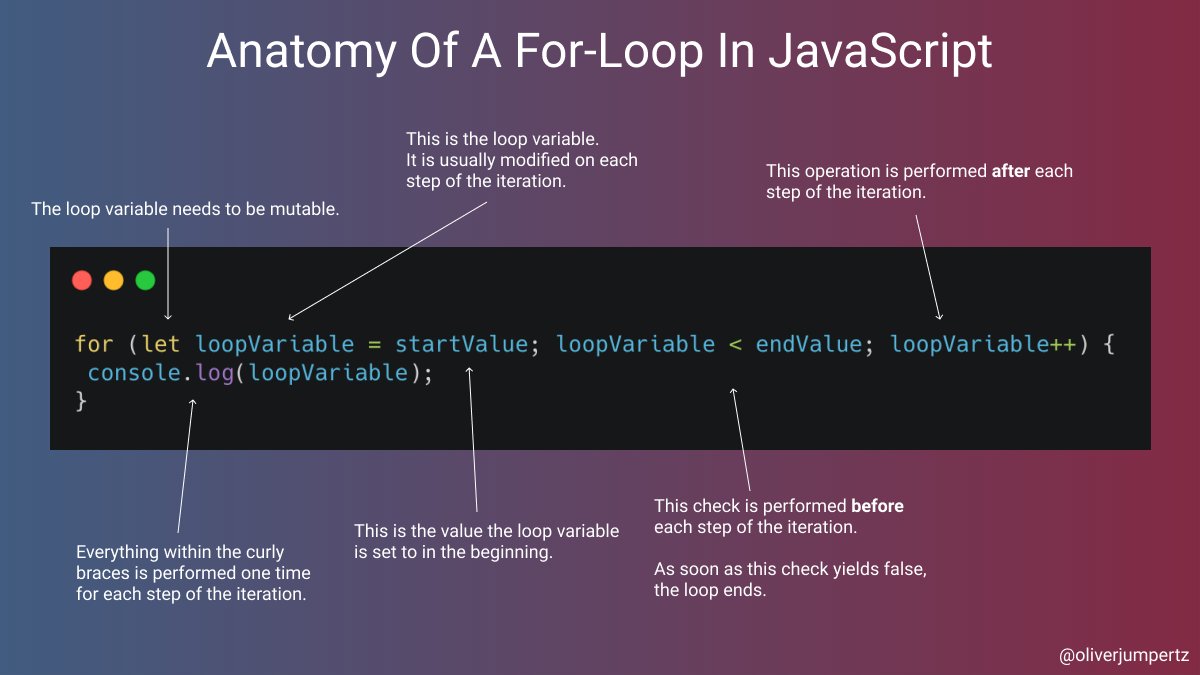 Anatomy Of A For-Loop In JavaScript
This is the loop variable.
It is usually modified on each
step of the iteration.
This operation is performed after each
step of the iteration.
The loop variable needs to be mutable.
for (let loopVariable = startValue; loopVariable < endValue; loopVariable++) {
console.log(loopVariable);
}
This check is performed before
each step of the iteration.
As soon as this check yields false,
the loop ends.
This is the value the loop variable
is set to in the beginning.
Everything within the curly
braces is performed one time
for each step of the iteration.
@oliverjumpertz